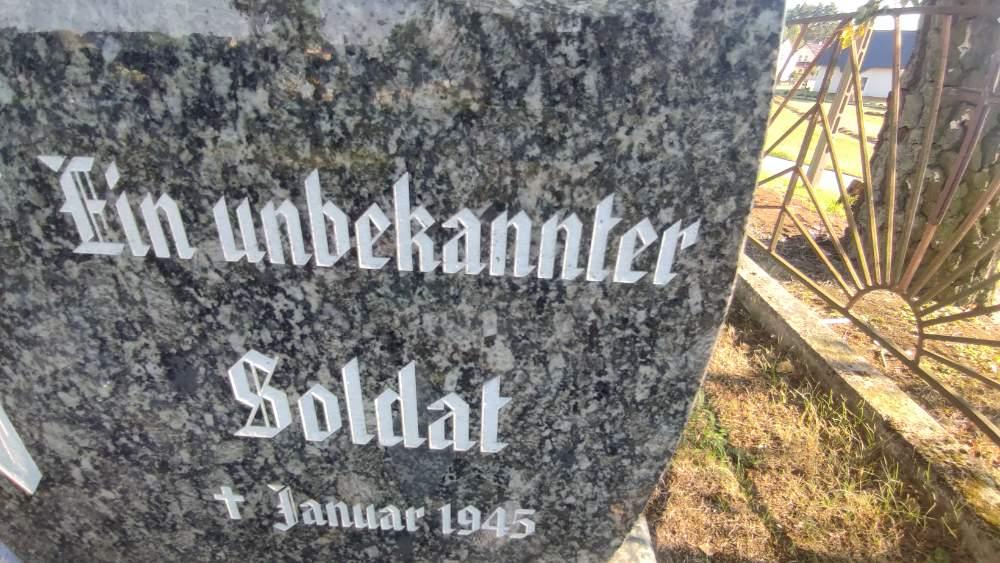 Ein unbekannter
Soldat
† Januar 1945